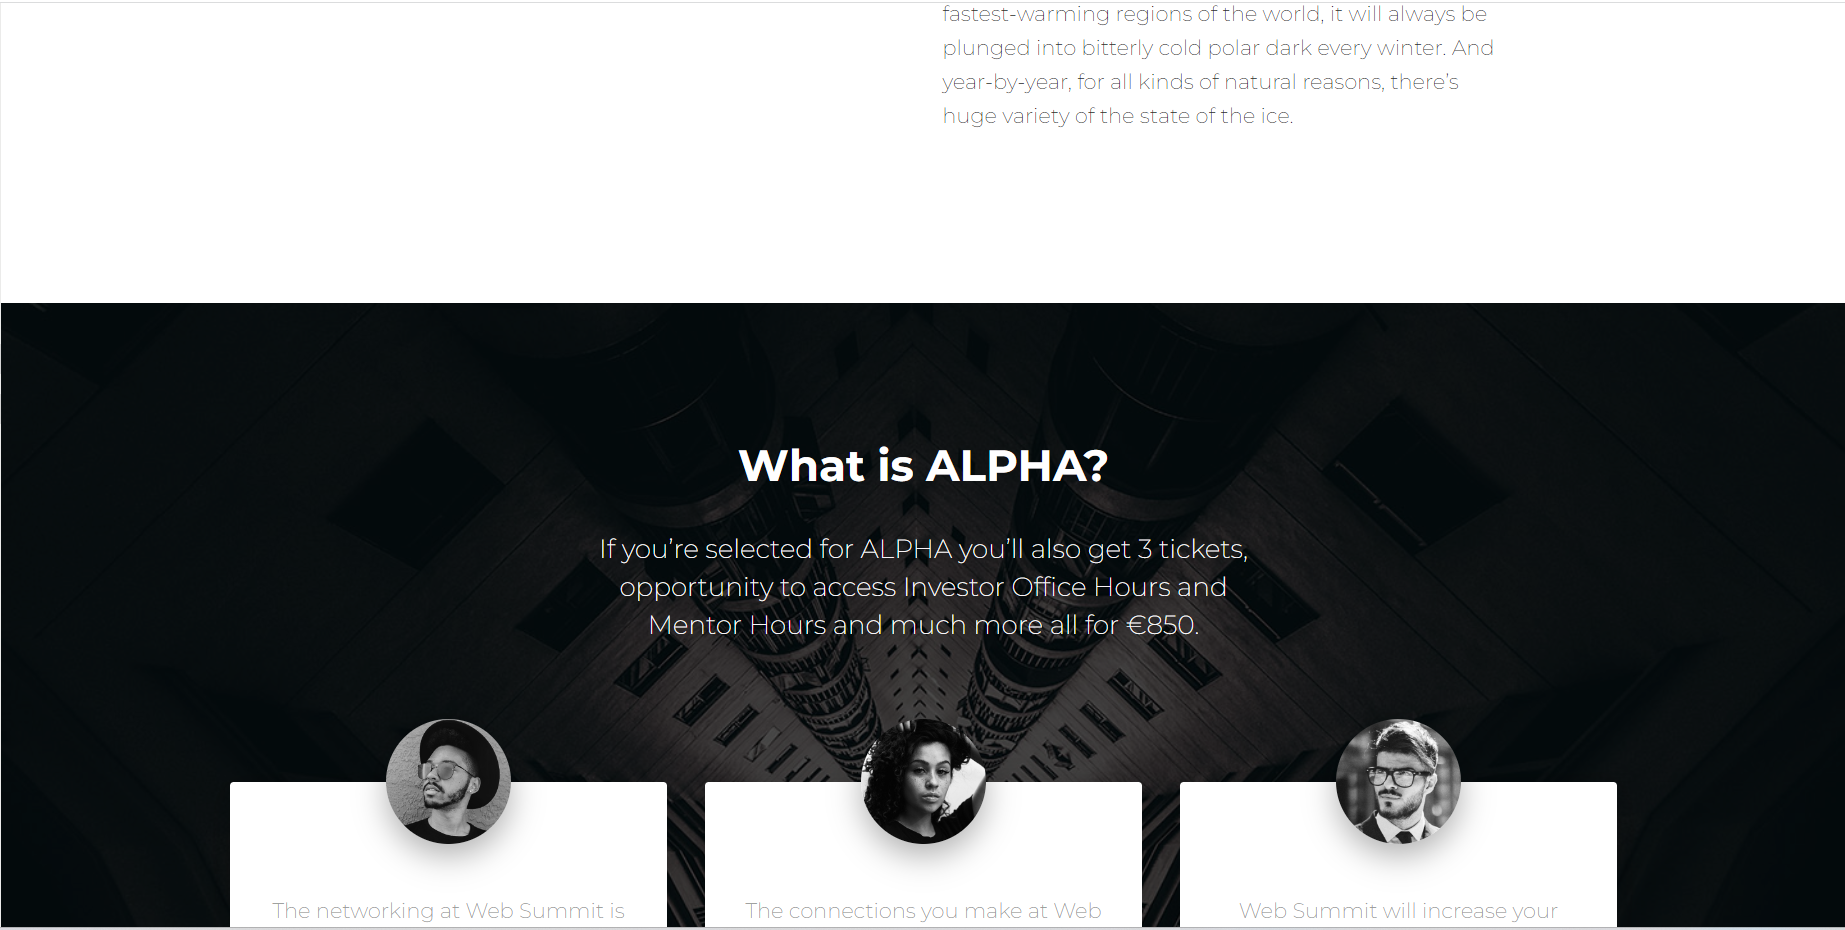 fastest-warming regions of the world, it will always be
plunged into bitterly cold polar dark every winter. And
year-by-year, for all kinds of natural reasons, there’s
huge variety of the state of the ice.
What is ALPHA?
If you’re selected for ALPHA you’ll also get 3 tickets,
opportunity to access Investor Office Hours and
Mentor Hours and much more all for €850.
The networking at Web Summit is
The connections you make at Web
Web Summit will increase your